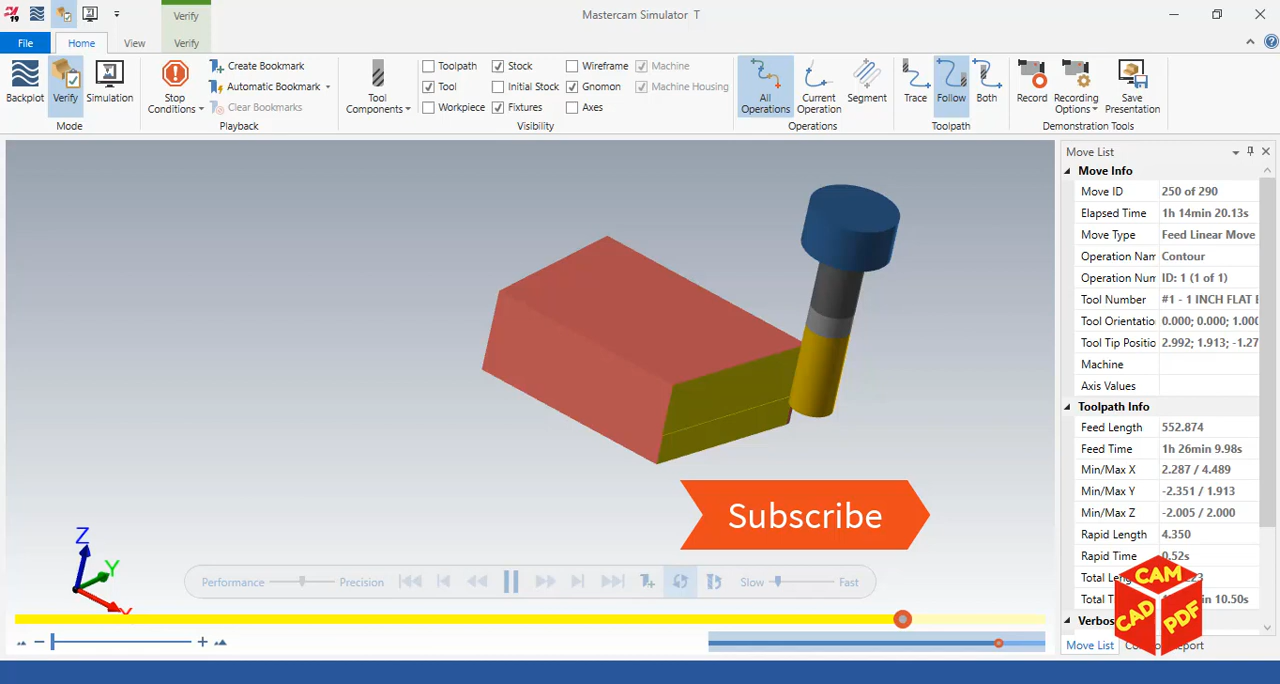 19
Verify
Mastercam Simulator T
File
Home
View
Verify
Backplot
Verify
Simulation
Mode
Stop
Conditions
Create Bookmark
Automatic Bookmark
Clear Bookmarks
Playback
Tool
Components
Toolpath
Tool
Workpiece
Stock
Initial Stock
Fixtures
Wireframe
Gnomon
Axes
Machine
Machine Housing
Visibility
All
Operations
Current
Operation
Segment
Operations
Trace
Follow
Both
Toolpath
Record
Recording
Options
Save
Presentation
Demonstration Tools
Move List
Move Info
Move ID 250 of 290
Elapsed Time 1h 14min 20.13s
Move Type Feed Linear Move
Operation Nam Contour
Operation Num ID: 1 (1 of 1)
Tool Number #1 - 1 INCH FLAT E
Tool Orientatio 0.000; 0.000; 1.000
Tool Tip Positio 2.992; 1.913; -1.27
Machine
Axis Values
Toolpath Info
Feed Length 552.874
Feed Time 1h 26min 9.98s
Min/Max X 2.287 / 4.489
Min/Max Y -2.351 / 1.913
Min/Max Z -2.005 / 2.000
Rapid Length 4.350
Rapid Time 0.52s
Total Leng
Total T
10.50s
Verbos
Move List
Subscribe
Z
Y
X
Performance
Precision
Slow
Fast
CAM
CAD
PDF